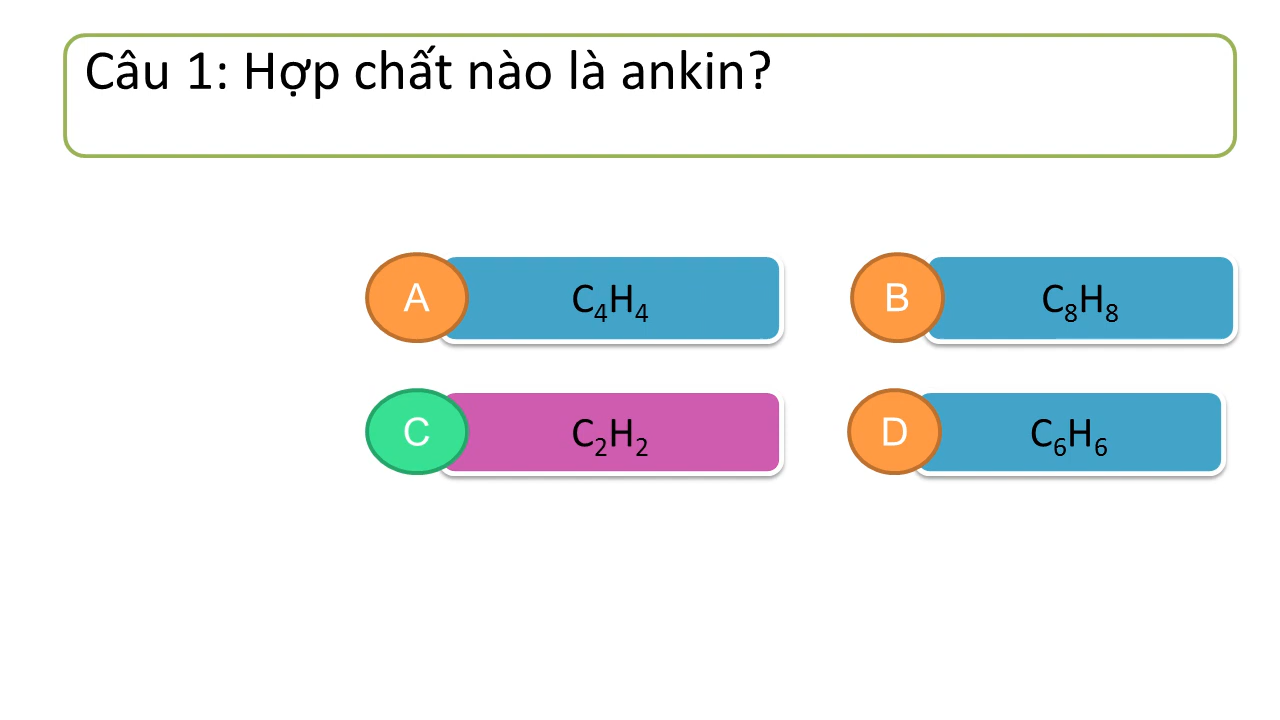 Câu 1: Hợp chất nào là ankin?
A C₄H₄
B C₈H₈
C C₂H₂
D C₆H₆